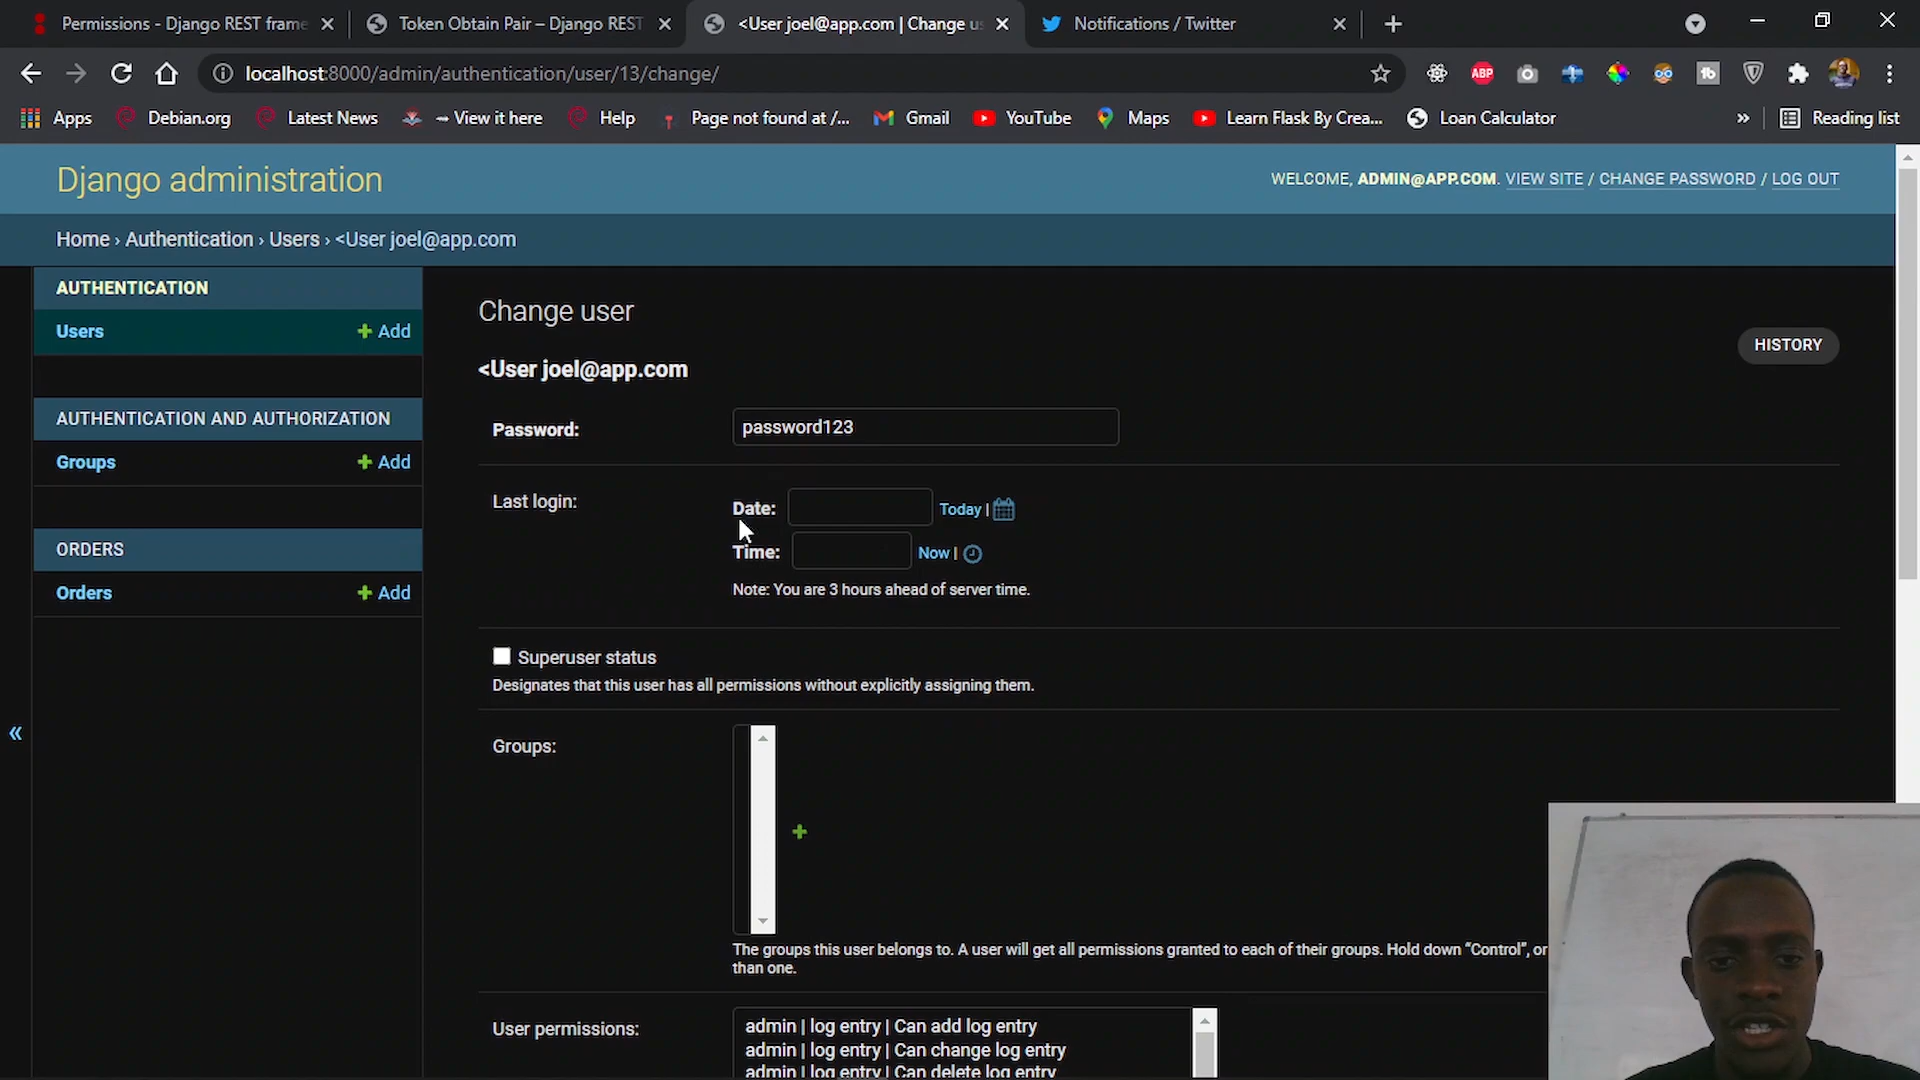 Permissions - Django REST frame
Token Obtain Pair – Django REST
<User joel@app.com | Change us
Notifications / Twitter
localhost:8000/admin/authentication/user/13/change/
ABP
Apps
Debian.org
Latest News
View it here
Help
Page not found at /...
Gmail
YouTube
Maps
Learn Flask By Crea...
Loan Calculator
»
Reading list
Django administration
WELCOME, ADMIN@APP.COM. VIEW SITE / CHANGE PASSWORD / LOG OUT
Home › Authentication › Users › <User joel@app.com
AUTHENTICATION
Users
+ Add
AUTHENTICATION AND AUTHORIZATION
Groups
+ Add
ORDERS
Orders
+ Add
«
Change user
HISTORY
<User joel@app.com
Password:
password123
Last login:
Date:
Today |
Time:
Now |
Note: You are 3 hours ahead of server time.
Superuser status
Designates that this user has all permissions without explicitly assigning them.
Groups:
The groups this user belongs to. A user will get all permissions granted to each of their groups. Hold down “Control”, or
than one.
User permissions:
admin | log entry | Can add log entry
admin | log entry | Can change log entry
admin | log entry | Can delete log entry